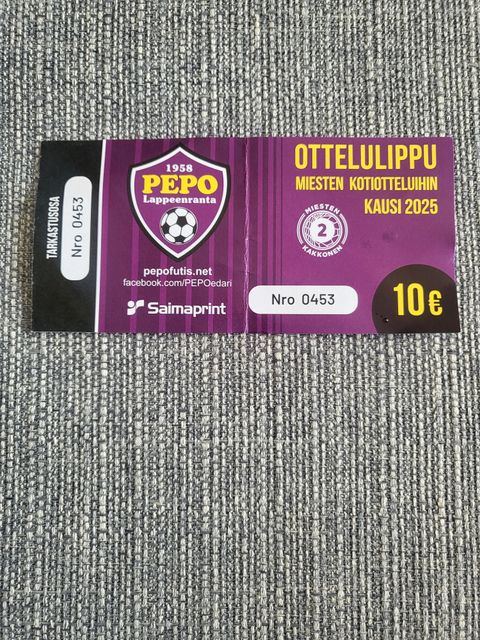 TARKASTUSOSA
Nro 0453
1958
PEPO
Lappeenranta
pepofutis.net
facebook.com/PEPOedari
Saimaprint
OTTELULIPPU
MIESTEN KOTIOTTELUIHIN
KAUSI 2025
MIESTEN
2
KAKKONEN
Nro 0453
10€